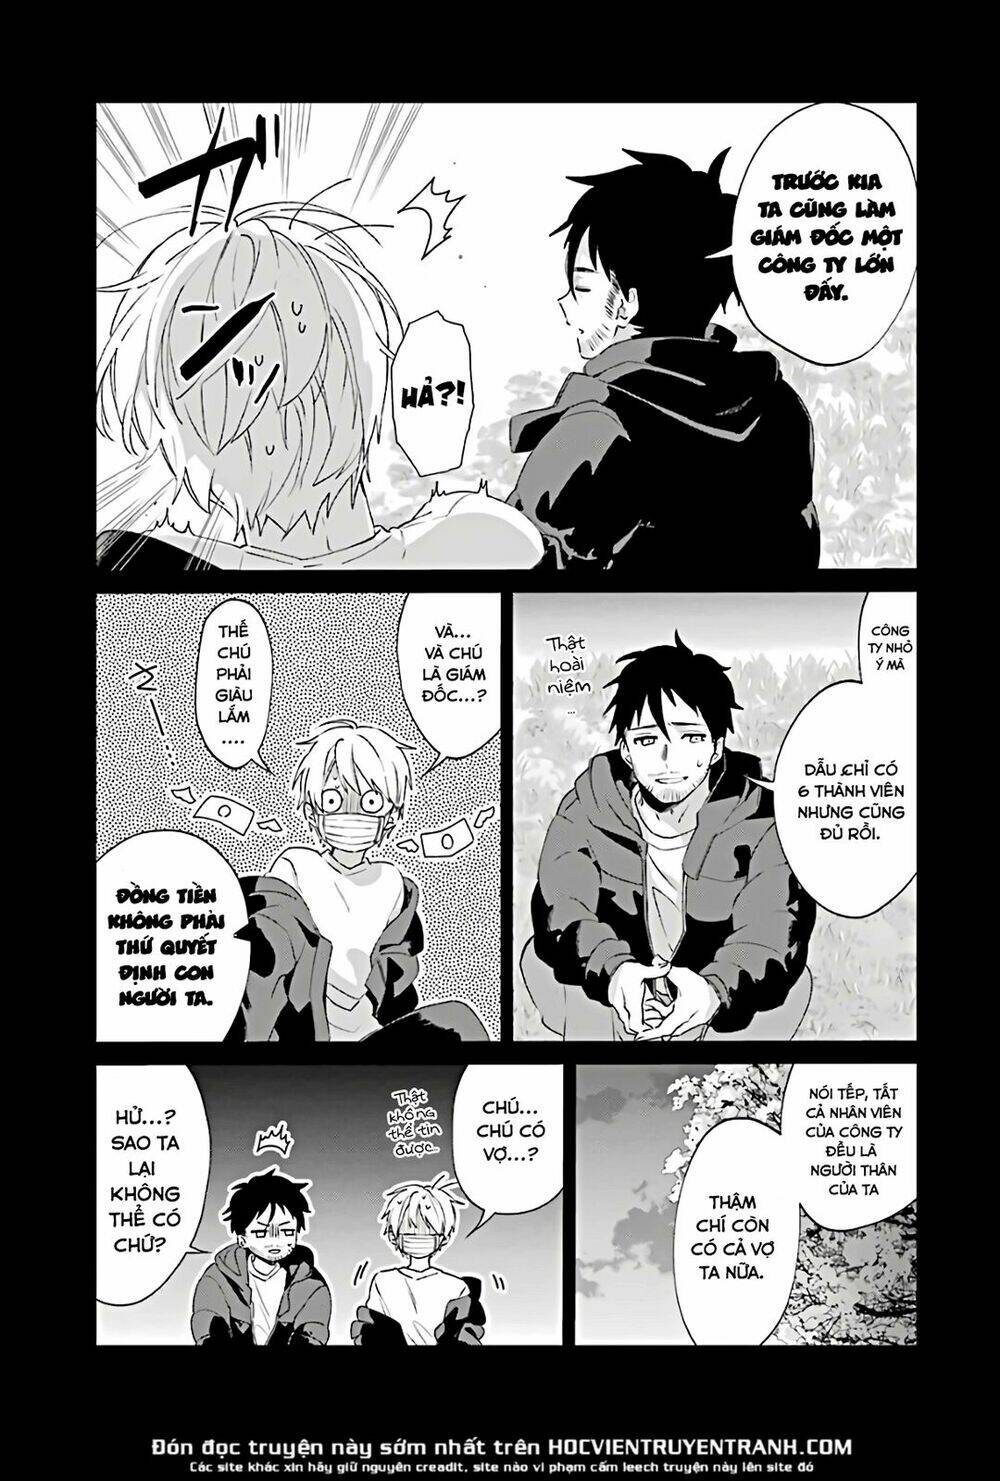 TRƯỚC KIA
TA CŨNG LÀM
GIÁM ĐỐC MỘT
CÔNG TY LỚN
ĐẤY.
HẢ?!
ガッ
CÔNG
TY NHỎ
Ý MÀ
DẪU CHỈ CÓ
6 THÀNH VIÊN
NHƯNG CŨNG
ĐỦ RỒI.
Thật
hoài
niệm
...
VÀ...
VÀ CHÚ
LÀ GIÁM
ĐỐC...?
THẾ
CHÚ
PHẢI
GIÀU
LẮM
....
ĐỒNG TIỀN
KHÔNG PHẢI
THỨ QUYẾT
ĐỊNH CON
NGƯỜI TA.
NÓI TẾP, TẤT
CẢ NHÂN VIÊN
CỦA CÔNG TY
ĐỀU LÀ
NGƯỜI THÂN
CỦA TA
THẬM
CHÍ CÒN
CÓ CẢ VỢ
TA NỮA.
CHÚ...
CHÚ CÓ
VỢ...?
Thật
không
thể tin
được...
HỬ...?
SAO TA
LẠI
KHÔNG
THỂ CÓ
CHỨ?
Đón đọc truyện này sớm nhất trên HOCVIENTRUYENTRANH.COM
Các site khác xin hãy giữ nguyên creadit, site nào vi phạm cấm leech truyện này lên site đó